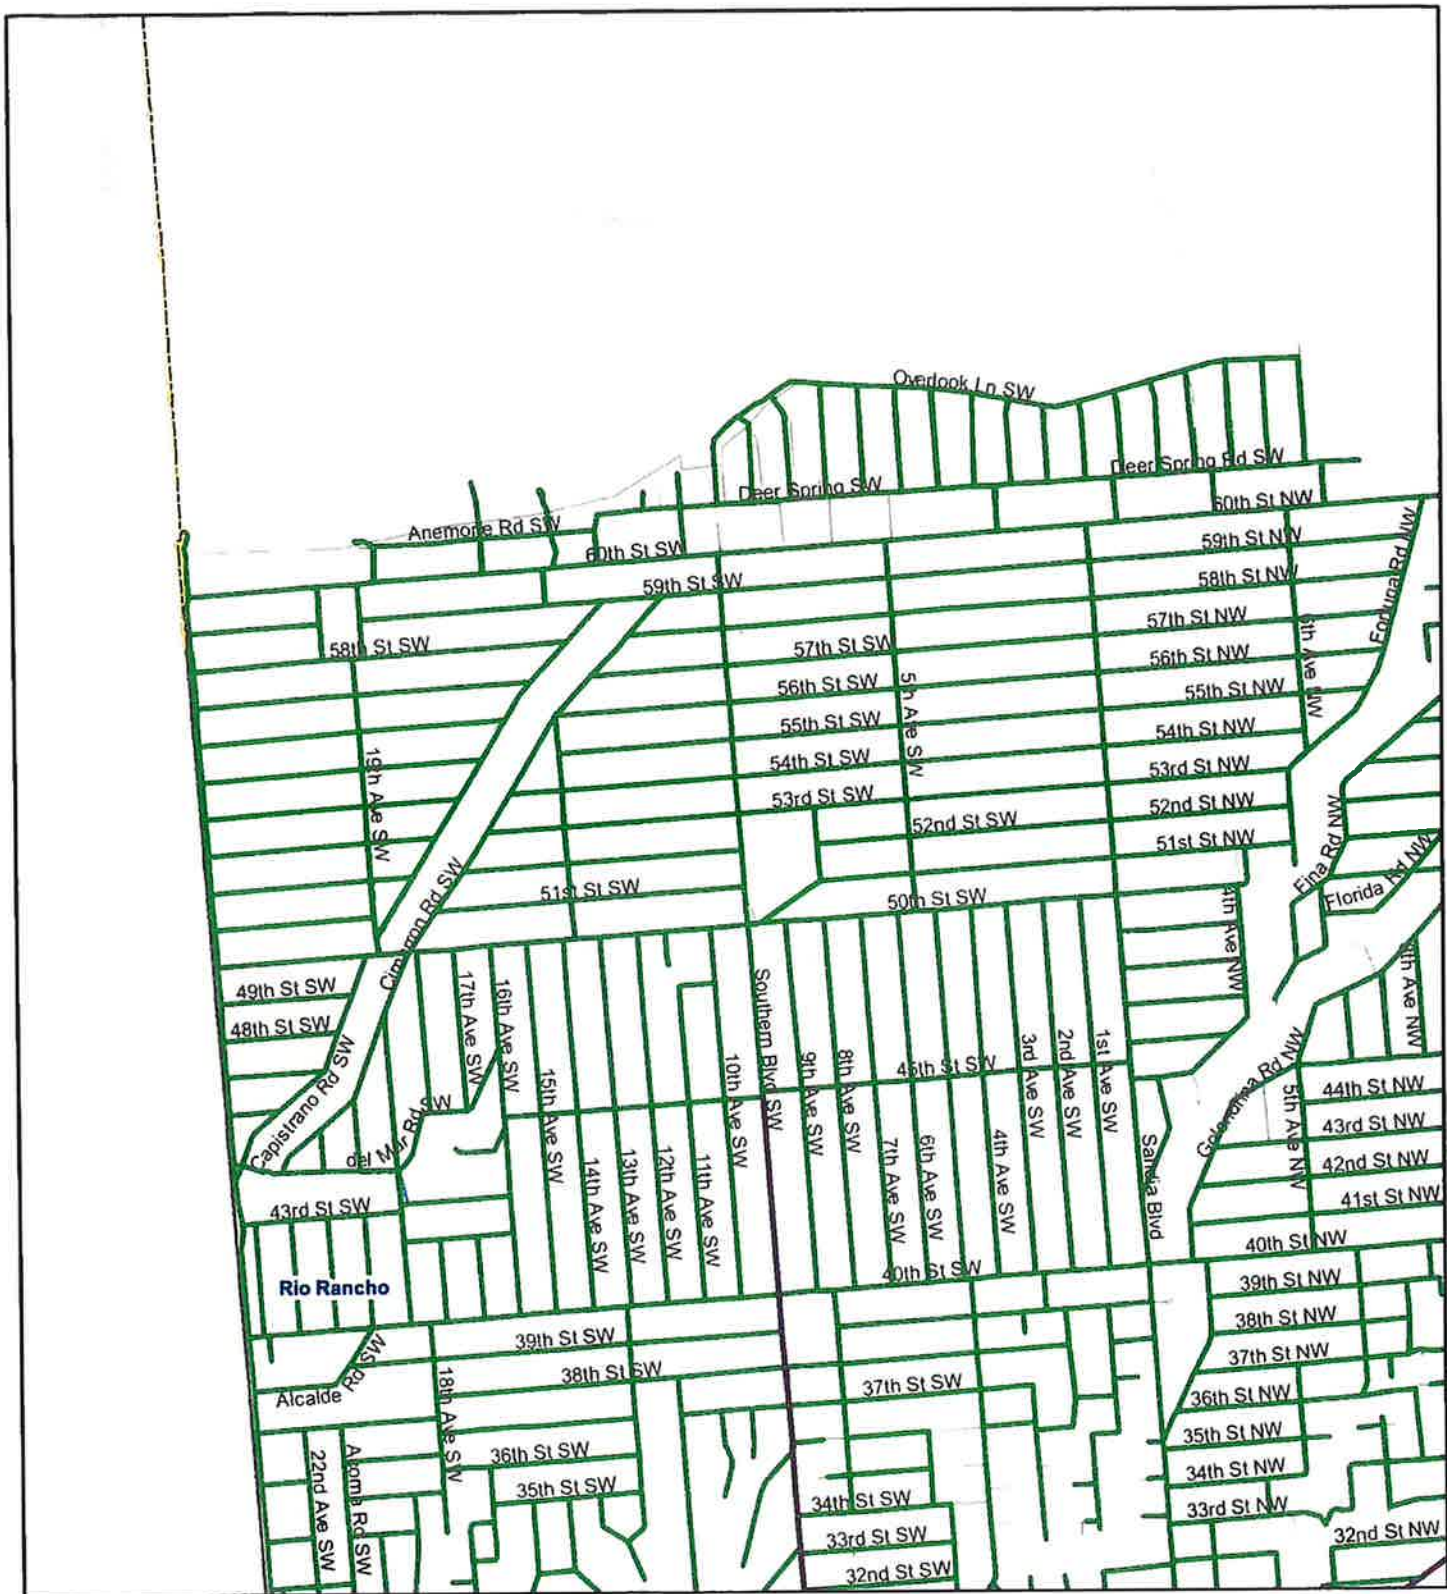 Overlook Ln SW
Deer Spring Rd SW
Deer Spring SW
60th St NW
Anemone Rd SW
60th St SW
59th St NW
59th St SW
58th St NW
Fortuna Rd NW
57th St NW
6th Ave NW
58th St SW
57th St SW
56th St NW
56th St SW
5th Ave SW
55th St NW
55th St SW
54th St NW
19th Ave SW
54th St SW
53rd St NW
53rd St SW
52nd St NW
52nd St SW
51st St NW
Fina Rd NW
Florida Rd NW
51st St SW
50th St SW
4th Ave NW
Cimarron Rd SW
49th St SW
17th Ave SW
16th Ave SW
Southern Blvd SW
6th Ave NW
48th St SW
Capistrano Rd SW
15th Ave SW
10th Ave SW
9th Ave SW
8th Ave SW
45th St SW
3rd Ave SW
2nd Ave SW
1st Ave SW
Golondrina Rd NW
5th Ave NW
44th St NW
43rd St NW
del Mar Rd SW
14th Ave SW
13th Ave SW
12th Ave SW
11th Ave SW
7th Ave SW
6th Ave SW
4th Ave SW
Sandia Blvd
42nd St NW
41st St NW
43rd St SW
40th St NW
Rio Rancho
40th St SW
39th St NW
38th St NW
39th St SW
37th St NW
38th St SW
37th St SW
36th St NW
Alcalde Rd SW
18th Ave SW
35th St NW
36th St SW
34th St NW
22nd Ave SW
Acoma Rd SW
35th St SW
34th St SW
33rd St NW
33rd St SW
32nd St NW
32nd St SW